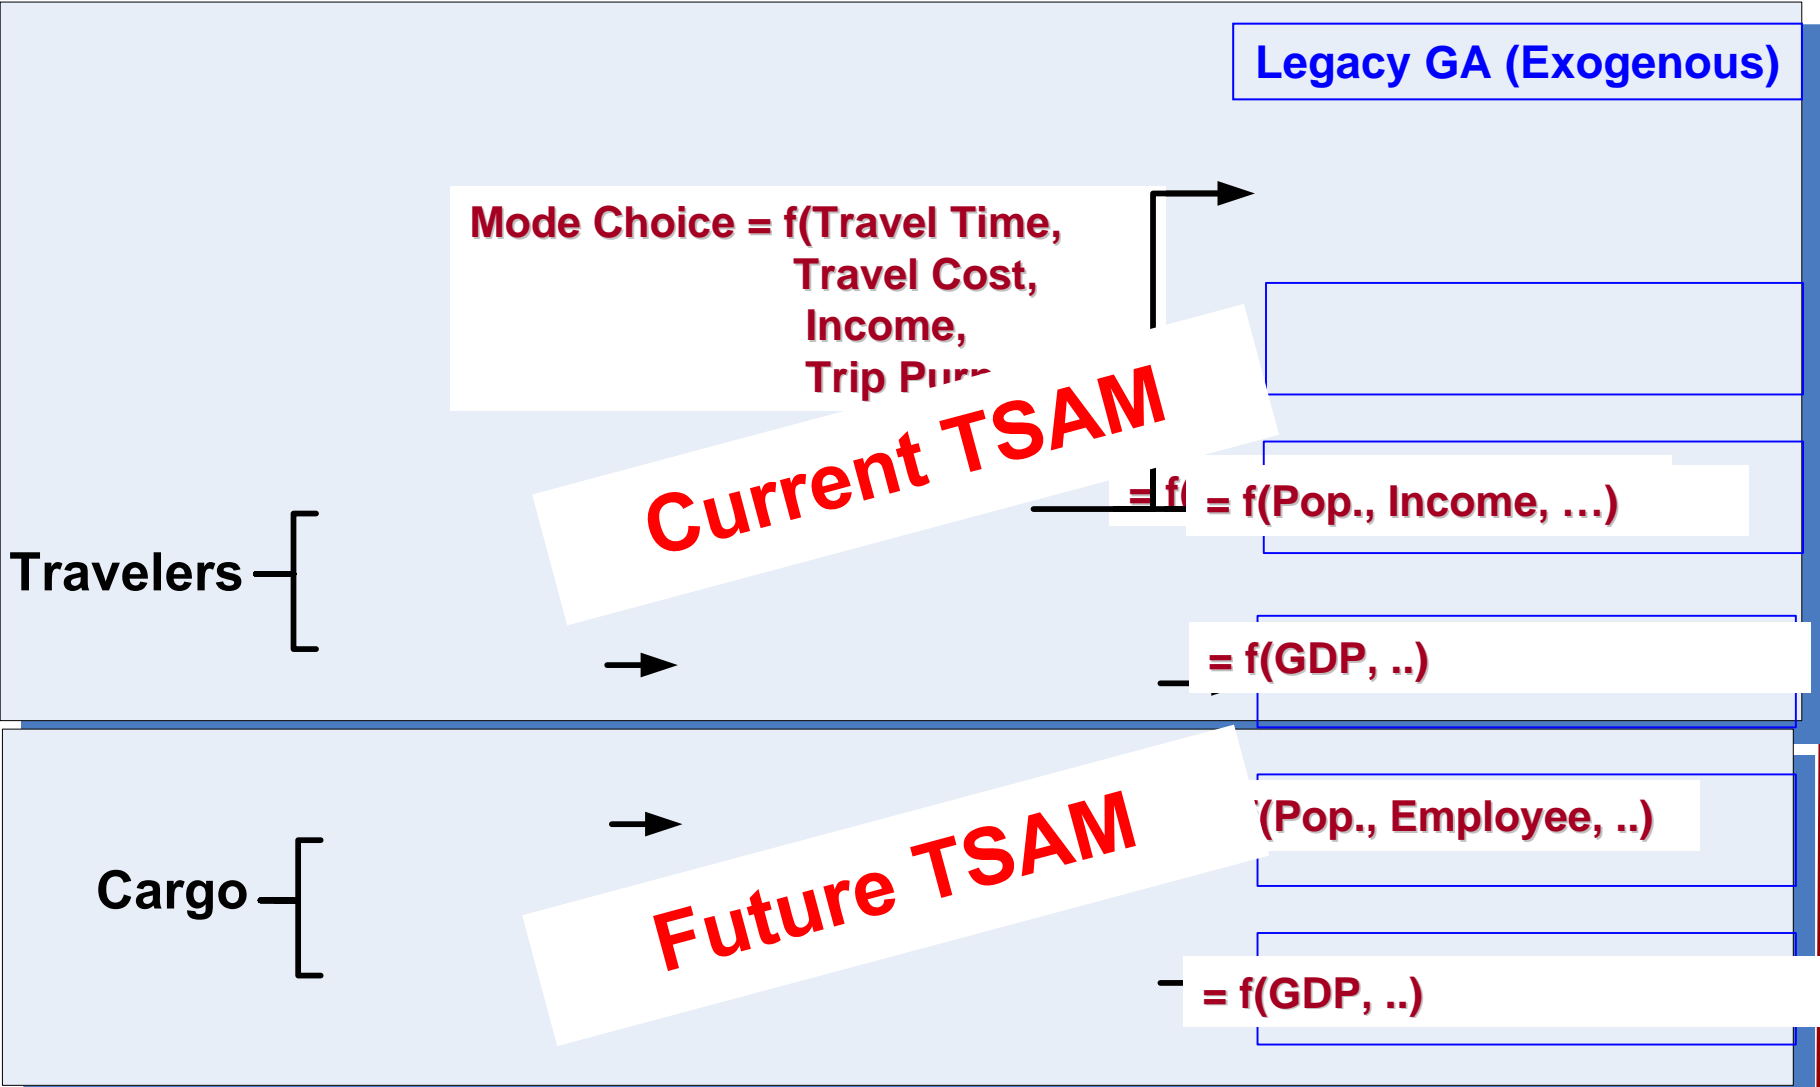 Legacy GA (Exogenous)
Mode Choice = f(Travel Time,
Travel Cost,
Income,
Trip
Current TSAM
= f(
= f(Pop., Income, ...)
Travelers
= f(GDP, ..)
(Pop., Employee, ..)
Future TSAM
Cargo
= f(GDP, ..)